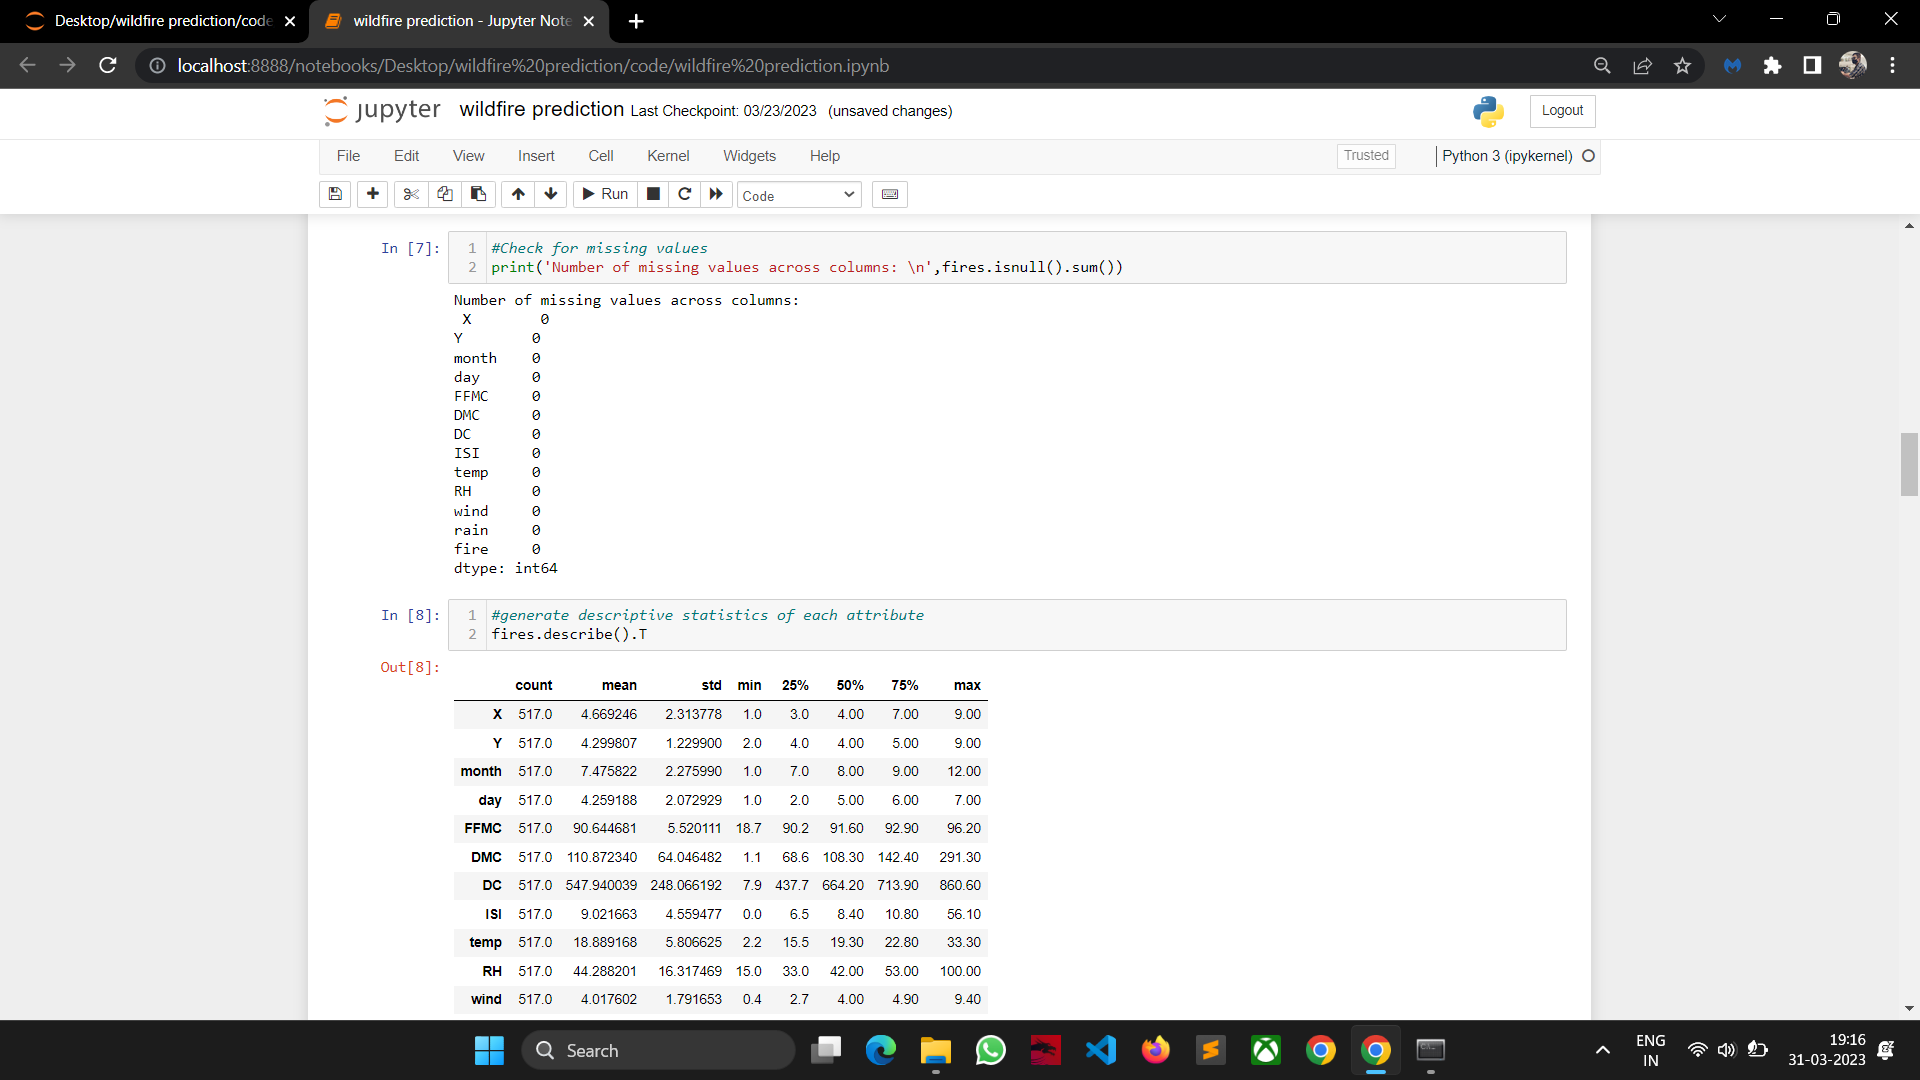 Desktop/wildfire prediction/code
wildfire prediction - Jupyter Note
localhost:8888/notebooks/Desktop/wildfire%20prediction/code/wildfire%20prediction.ipynb
jupyter wildfire prediction Last Checkpoint: 03/23/2023 (unsaved changes)
Logout
File Edit View Insert Cell Kernel Widgets Help
Trusted Python 3 (ipykernel)
Run Code
In [7]: 1 #Check for missing values
2 print('Number of missing values across columns: \n',fires.isnull().sum())
Number of missing values across columns:
X 0
Y 0
month 0
day 0
FFMC 0
DMC 0
DC 0
ISI 0
temp 0
RH 0
wind 0
rain 0
fire 0
dtype: int64
In [8]: 1 #generate descriptive statistics of each attribute
2 fires.describe().T
Out[8]:
count mean std min 25% 50% 75% max
X 517.0 4.669246 2.313778 1.0 3.0 4.00 7.00 9.00
Y 517.0 4.299807 1.229900 2.0 4.0 4.00 5.00 9.00
month 517.0 7.475822 2.275990 1.0 7.0 8.00 9.00 12.00
day 517.0 4.259188 2.072929 1.0 2.0 5.00 6.00 7.00
FFMC 517.0 90.644681 5.520111 18.7 90.2 91.60 92.90 96.20
DMC 517.0 110.872340 64.046482 1.1 68.6 108.30 142.40 291.30
DC 517.0 547.940039 248.066192 7.9 437.7 664.20 713.90 860.60
ISI 517.0 9.021663 4.559477 0.0 6.5 8.40 10.80 56.10
temp 517.0 18.889168 5.806625 2.2 15.5 19.30 22.80 33.30
RH 517.0 44.288201 16.317469 15.0 33.0 42.00 53.00 100.00
wind 517.0 4.017602 1.791653 0.4 2.7 4.00 4.90 9.40
Search
ENG
IN
19:16
31-03-2023